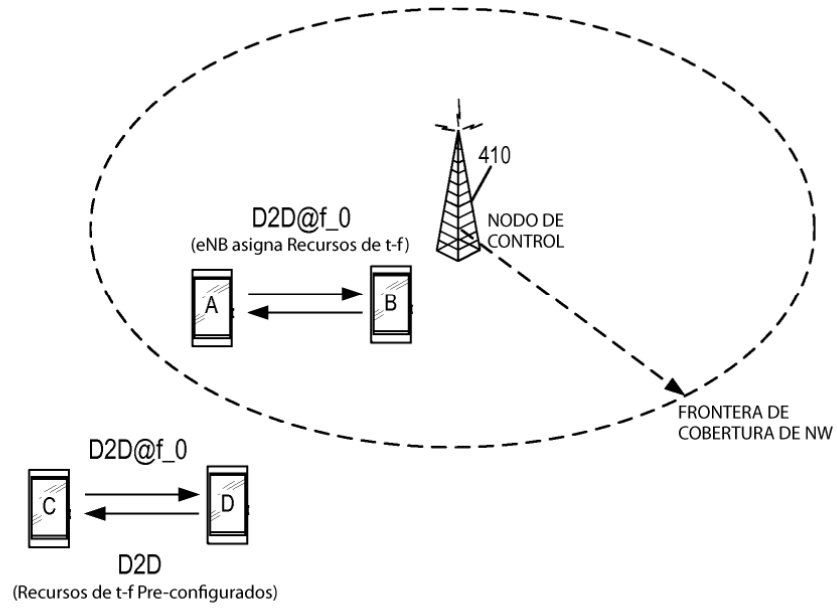 410
NODO DE
CONTROL
D2D@f_0
(eNB asigna Recursos de t-f)
A
B
FRONTERA DE
COBERTURA DE NW
D2D@f_0
C
D
D2D
(Recursos de t-f Pre-configurados)